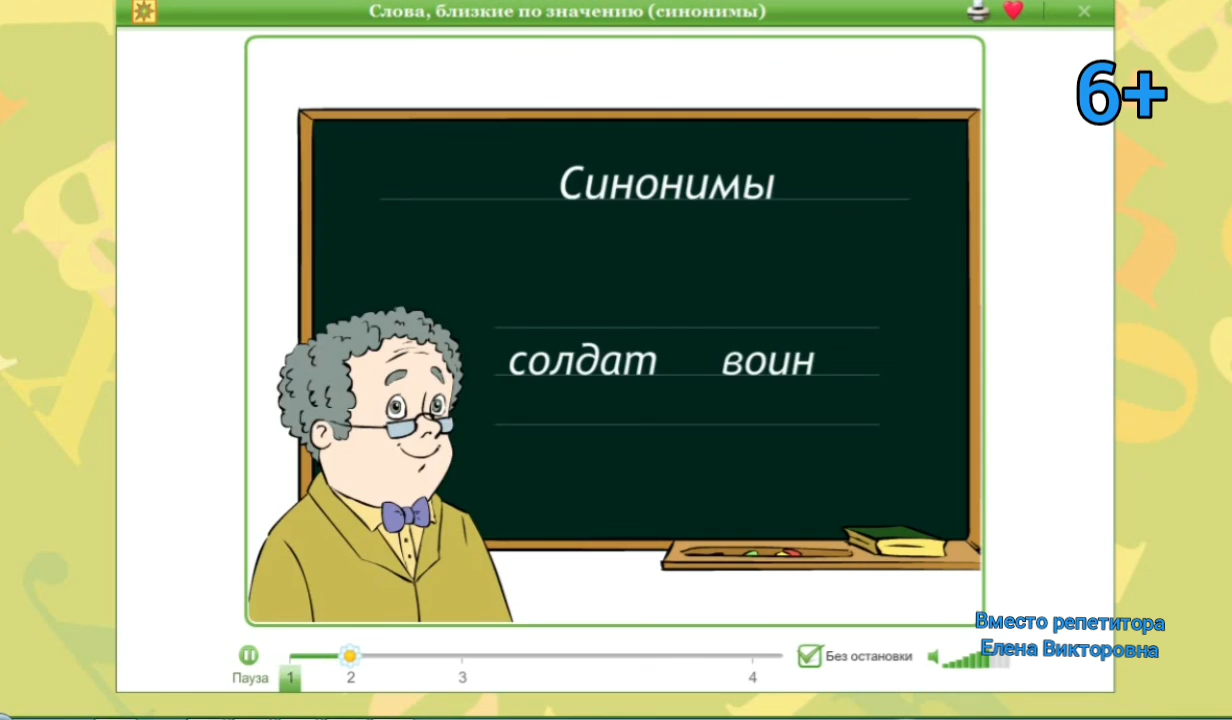 Слова, близкие по значению (синонимы)
6+
Синонимы
солдат воин
Вместо репетитора
Елена Викторовна
Без остановки
Пауза 1 2 3 4